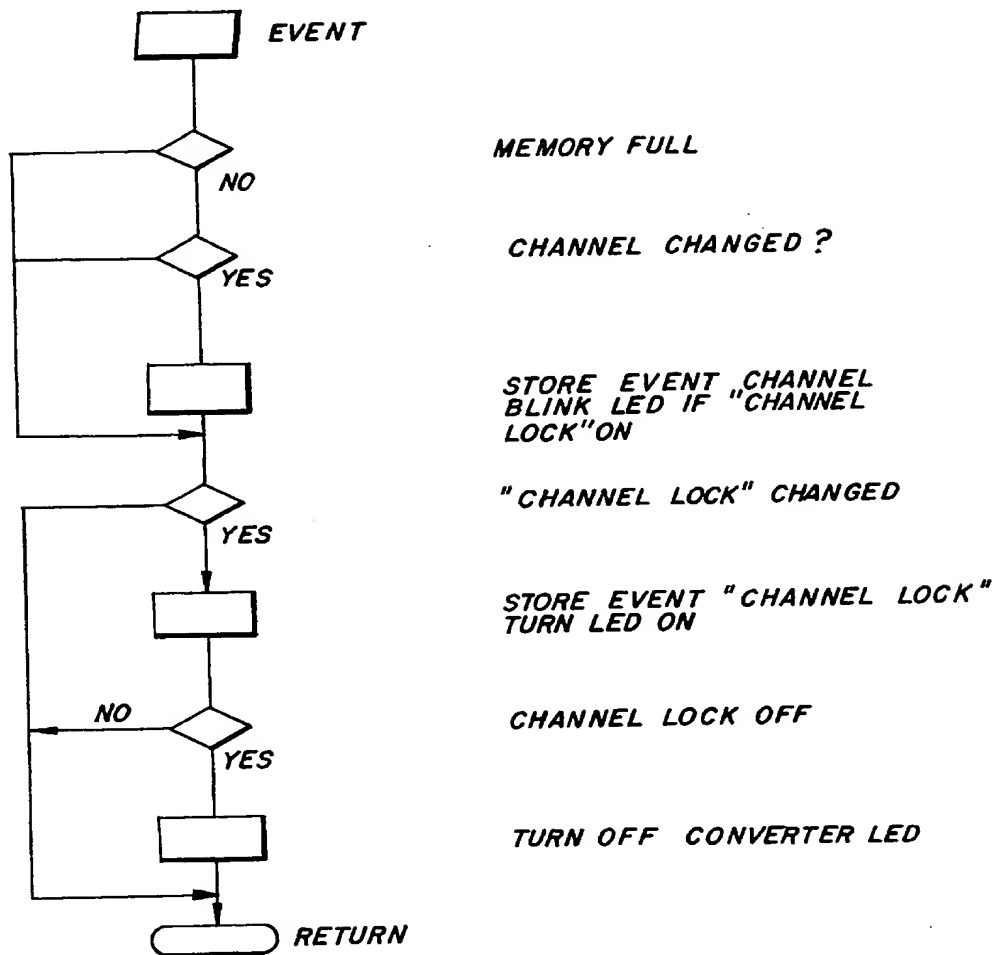 EVENT
MEMORY FULL
NO
CHANNEL CHANGED?
YES
STORE EVENT CHANNEL
BLINK LED IF "CHANNEL
LOCK" ON
"CHANNEL LOCK" CHANGED
YES
STORE EVENT "CHANNEL LOCK"
TURN LED ON
NO
CHANNEL LOCK OFF
YES
TURN OFF CONVERTER LED
RETURN